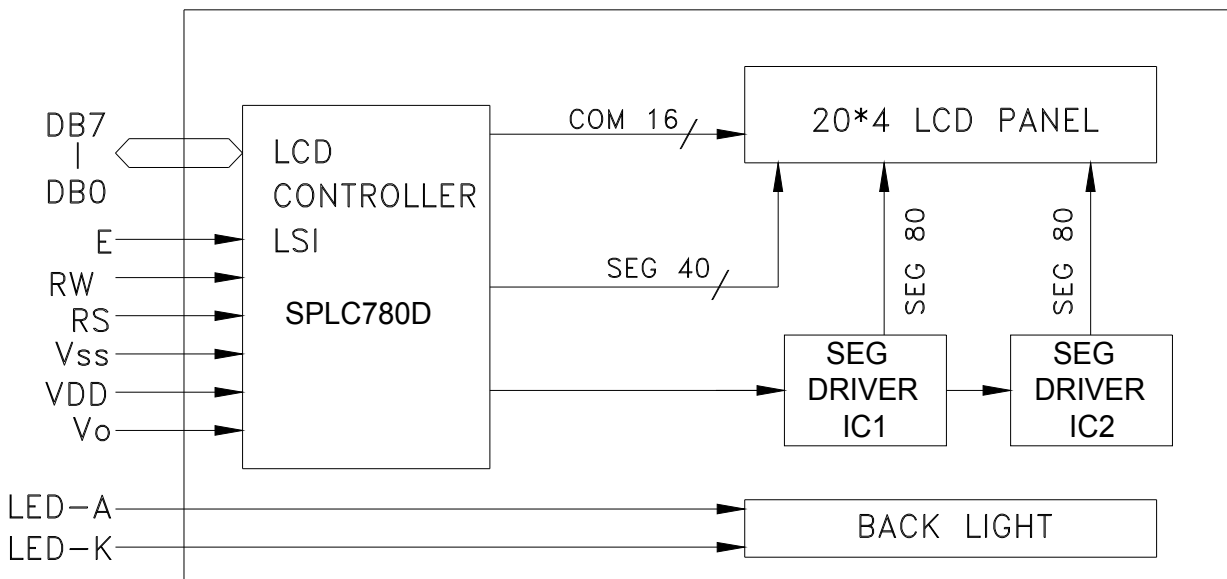 DB7
|
DB0
E
RW
RS
Vss
VDD
Vo
LED-A
LED-K
LCD
CONTROLLER
LSI
SPLC780D
COM 16
SEG 40
20*4 LCD PANEL
SEG 80
SEG 80
SEG
DRIVER
IC1
SEG
DRIVER
IC2
BACK LIGHT